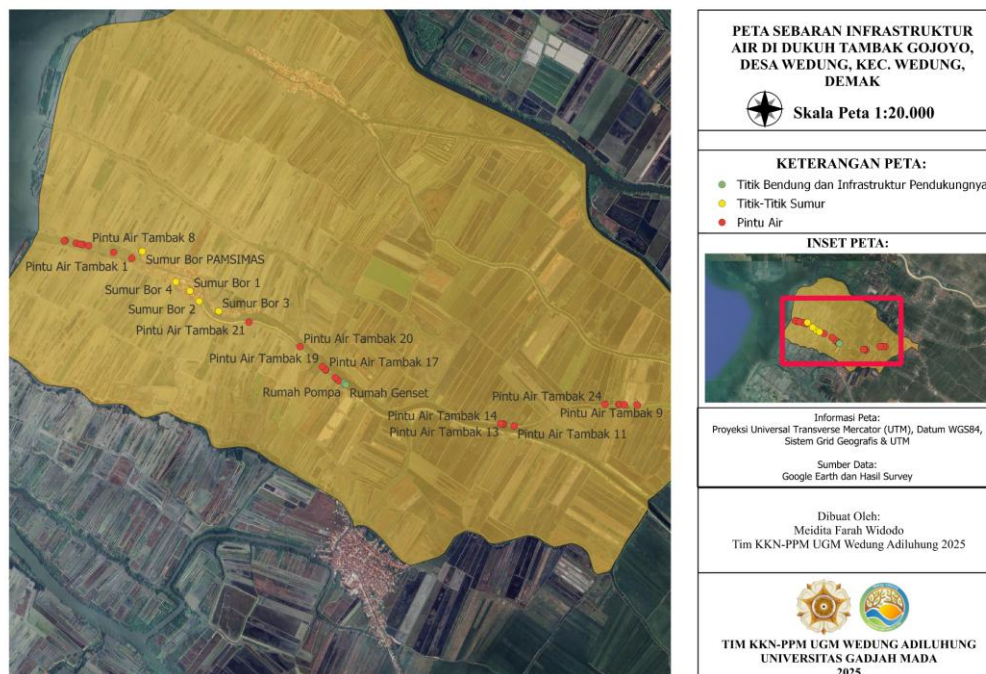 PETA SEBARAN INFRASTRUKTUR
AIR DI DUKUH TAMBAK GOJOYO,
DESA WEDUNG, KEC. WEDUNG,
DEMAK
Skala Peta 1:20.000
KETERANGAN PETA:
Titik Bendung dan Infrastruktur Pendukungnya
Titik-Titik Sumur
Pintu Air
INSET PETA:
Informasi Peta:
Proyeksi Universal Transverse Mercator (UTM), Datum WGS84,
Sistem Grid Geografis & UTM
Sumber Data:
Google Earth dan Hasil Survey
Dibuat Oleh:
Meidita Farah Widodo
Tim KKN-PPM UGM Wedung Adiluhung 2025
TIM KKN-PPM UGM WEDUNG ADILUHUNG
UNIVERSITAS GADJAH MADA
2025
Pintu Air Tambak 8
Sumur Bor PAMSIMAS
Pintu Air Tambak 1
Sumur Bor 4
Sumur Bor 1
Sumur Bor 2
Sumur Bor 3
Pintu Air Tambak 21
Pintu Air Tambak 20
Pintu Air Tambak 19
Pintu Air Tambak 17
Rumah Pompa
Rumah Genset
Pintu Air Tambak 24
Pintu Air Tambak 9
Pintu Air Tambak 14
Pintu Air Tambak 13
Pintu Air Tambak 11